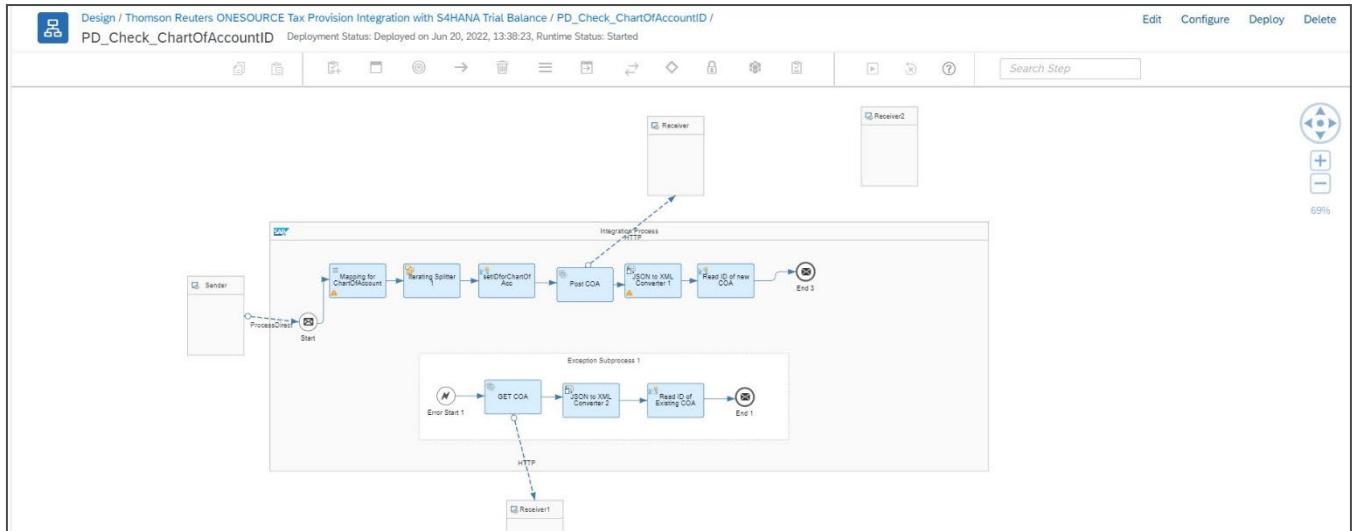 Design / Thomson Reuters ONESOURCE Tax Provision Integration with S4HANA Trial Balance / PD_Check_ChartOfAccountID /
Edit Configure Deploy Delete
PD_Check_ChartOfAccountID Deployment Status: Deployed on Jun 20, 2022, 13:38:23, Runtime Status: Started
Search Step
Receiver
Receiver2
69%
SAP
Integration Process
HTTP
Sender
ProcessDirect
Start
Mapping for
ChartOfAccount
Iterating Splitter
1
setIDforChartOf
Acc
Post COA
JSON to XML
Converter 1
Read ID of new
COA
End 3
Exception Subprocess 1
Error Start 1
GET COA
JSON to XML
Converter 2
Read ID of
Existing COA
End 1
HTTP
Receiver1